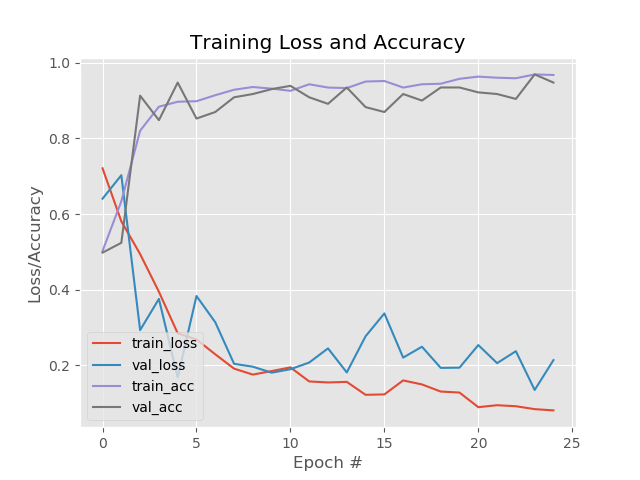 Training Loss and Accuracy
1.0
0.8
0.6
0.4
0.2
Loss/Accuracy
train_loss
val_loss
train_acc
val_acc
0 5 10 15 20 25
Epoch #